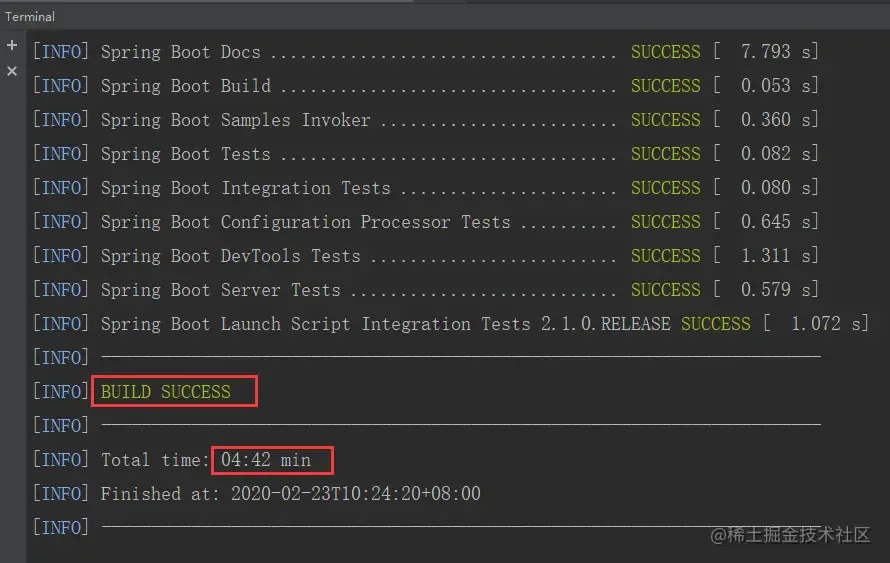 Terminal
[INFO] Spring Boot Docs ................................... SUCCESS [  7.793 s]
[INFO] Spring Boot Build .................................. SUCCESS [  0.053 s]
[INFO] Spring Boot Samples Invoker ........................ SUCCESS [  0.360 s]
[INFO] Spring Boot Tests .................................. SUCCESS [  0.082 s]
[INFO] Spring Boot Integration Tests ...................... SUCCESS [  0.080 s]
[INFO] Spring Boot Configuration Processor Tests .......... SUCCESS [  0.645 s]
[INFO] Spring Boot DevTools Tests ......................... SUCCESS [  1.311 s]
[INFO] Spring Boot Server Tests ........................... SUCCESS [  0.579 s]
[INFO] Spring Boot Launch Script Integration Tests 2.1.0.RELEASE SUCCESS [  1.072 s]
[INFO] ------------------------------------------------------------------------
[INFO] BUILD SUCCESS
[INFO] ------------------------------------------------------------------------
[INFO] Total time: 04:42 min
[INFO] Finished at: 2020-02-23T10:24:20+08:00
[INFO] ------------------------------------------------------------------------
@稀土掘金技术社区